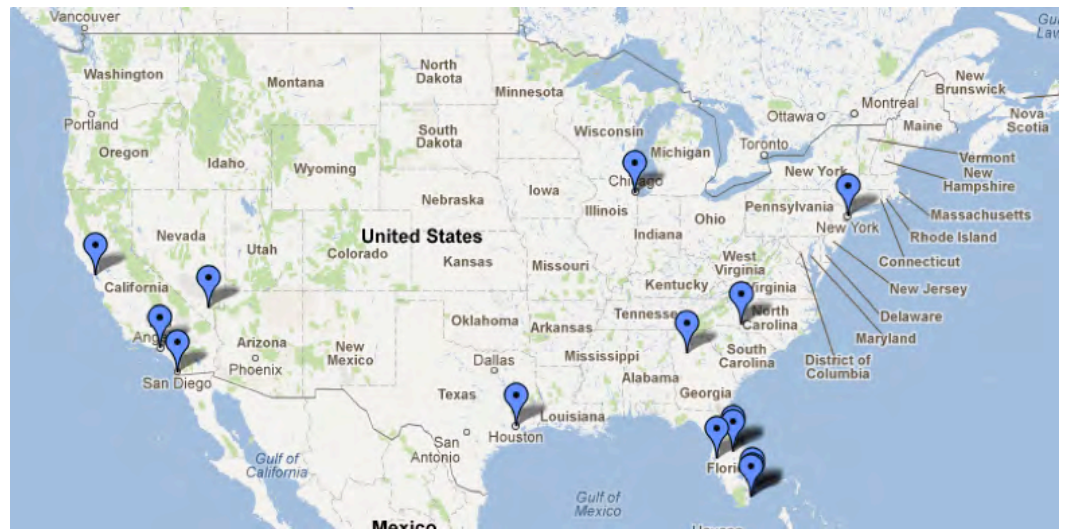 Vancouver
Washington
Montana
North
Dakota
Minnesota
Ottawa
Montreal
New
Brunswick
Nova
Scotia
Maine
Portland
Oregon
Idaho
Wyoming
South
Dakota
Wisconsin
Michigan
Toronto
Vermont
New
Hampshire
Massachusetts
Rhode Island
Connecticut
New Jersey
Delaware
Maryland
District of
Columbia
New York
New York
Pennsylvania
Chicago
Iowa
Nebraska
Illinois
Ohio
Indiana
United States
Nevada
Utah
Colorado
Kansas
Missouri
West
Virginia
Virginia
Kentucky
California
Tennessee
North
Carolina
South
Carolina
Oklahoma
Arkansas
Arizona
Phoenix
New
Mexico
San Diego
Dallas
Texas
Mississippi
Alabama
Georgia
Louisiana
Houston
San
Antonio
Gulf of
California
Gulf of
Mexico
Mexico